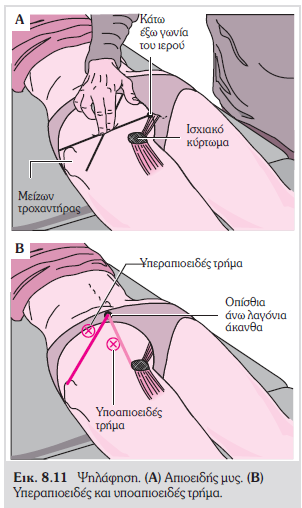 A
Κάτω
έξω γωνία
του ιερού
Ισχιακό
κύρτωμα
Μείζων
τροχαντήρας
B
Υπεραπιοειδές τρήμα
Οπίσθια
άνω λαγόνια
άκανθα
Υποαπιοειδές
τρήμα
Εικ. 8.11 Ψηλάφηση. (A) Απιοειδής μυς. (B)
Υπεραπιοειδές και υποαπιοειδές τρήμα.